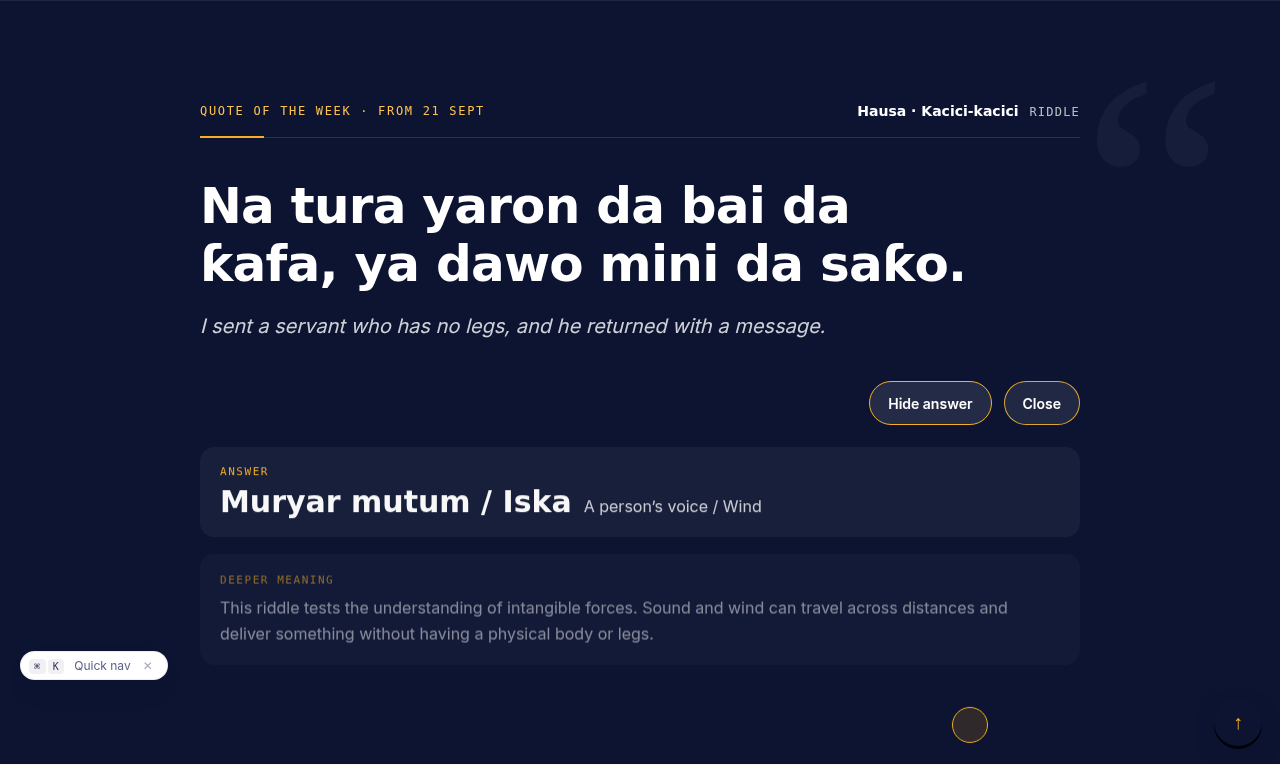 QUOTE OF THE WEEK · FROM 21 SEPT
Hausa · Kacici-kacici RIDDLE
Na tura yaron da bai da
ƙafa, ya dawo mini da saƙo.
I sent a servant who has no legs, and he returned with a message.
Hide answer
Close
ANSWER
Muryar mutum / Iska A person’s voice / Wind
DEEPER MEANING
This riddle tests the understanding of intangible forces. Sound and wind can travel across distances and
deliver something without having a physical body or legs.
⌘ K Quick nav ×
↑